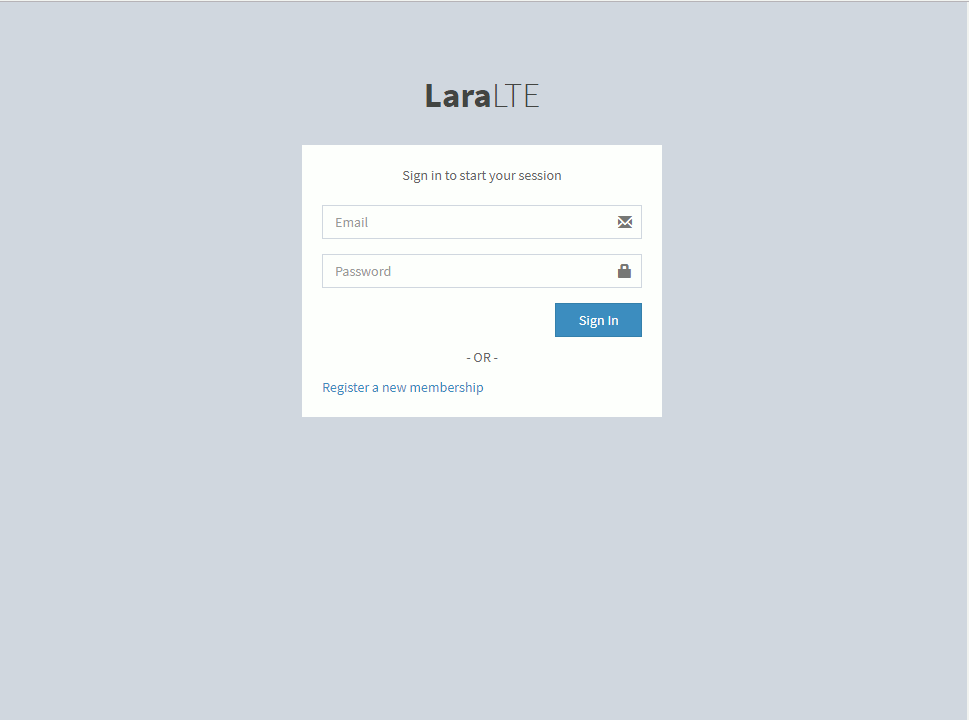 LaraLTE
Sign in to start your session
Email
Password
Sign In
- OR -
Register a new membership